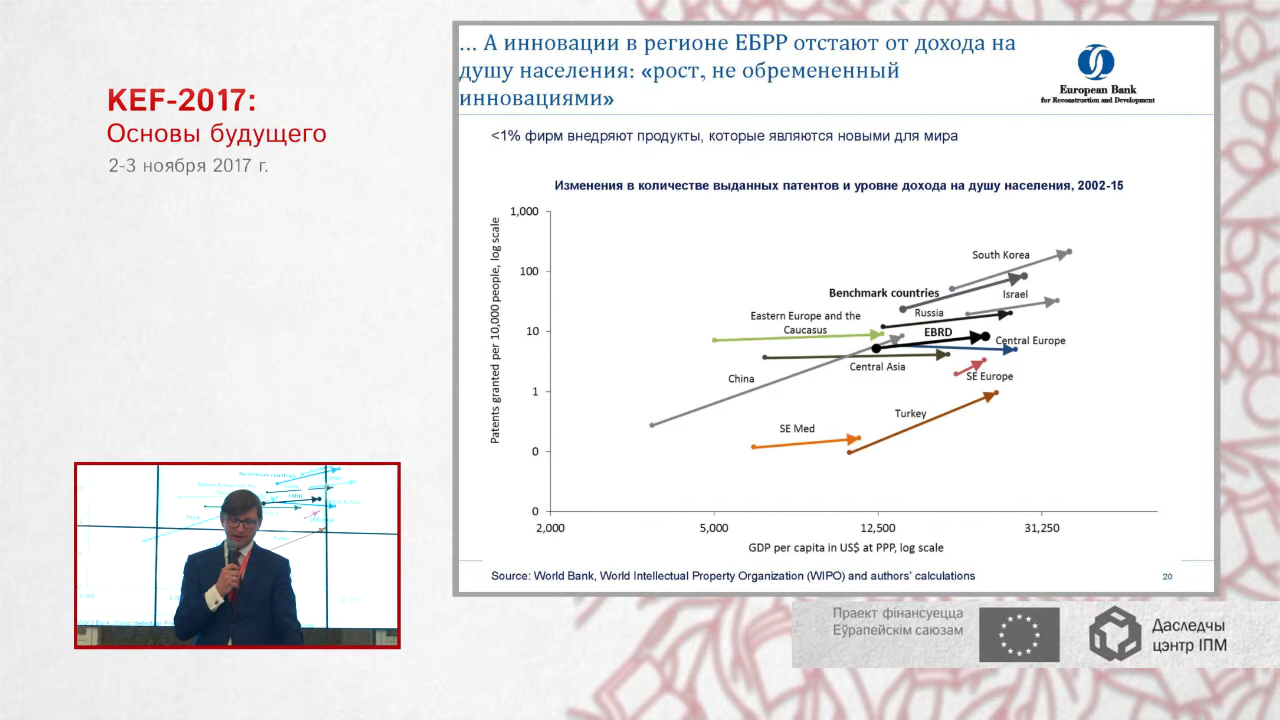 KEF-2017:
Основы будущего
2-3 ноября 2017 г.
... А инновации в регионе ЕБРР отстают от дохода на
душу населения: «рост, не обремененный
инновациями»
European Bank
for Reconstruction and Development
<1% фирм внедряют продукты, которые являются новыми для мира
Изменения в количестве выданных патентов и уровне дохода на душу населения, 2002-15
Patents granted per 10,000 people, log scale
1,000
100
10
1
0
0
South Korea
Benchmark countries
Israel
Eastern Europe and the
Caucasus
Russia
EBRD
Central Europe
Central Asia
China
SE Europe
Turkey
SE Med
2,000
5,000
12,500
31,250
GDP per capita in US$ at PPP, log scale
Source: World Bank, World Intellectual Property Organization (WIPO) and authors' calculations
20
Праект фінансуецца
Еўрапейскім саюзам
Даследчы
цэнтр ІПМ